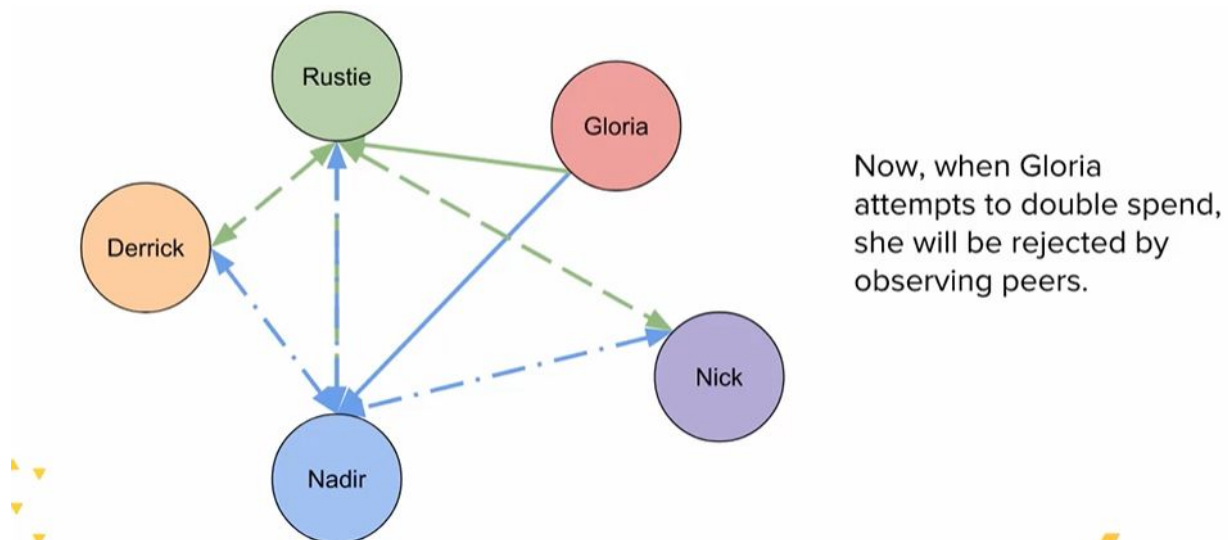 Rustie
Gloria
Derrick
Nick
Nadir
Now, when Gloria
attempts to double spend,
she will be rejected by
observing peers.